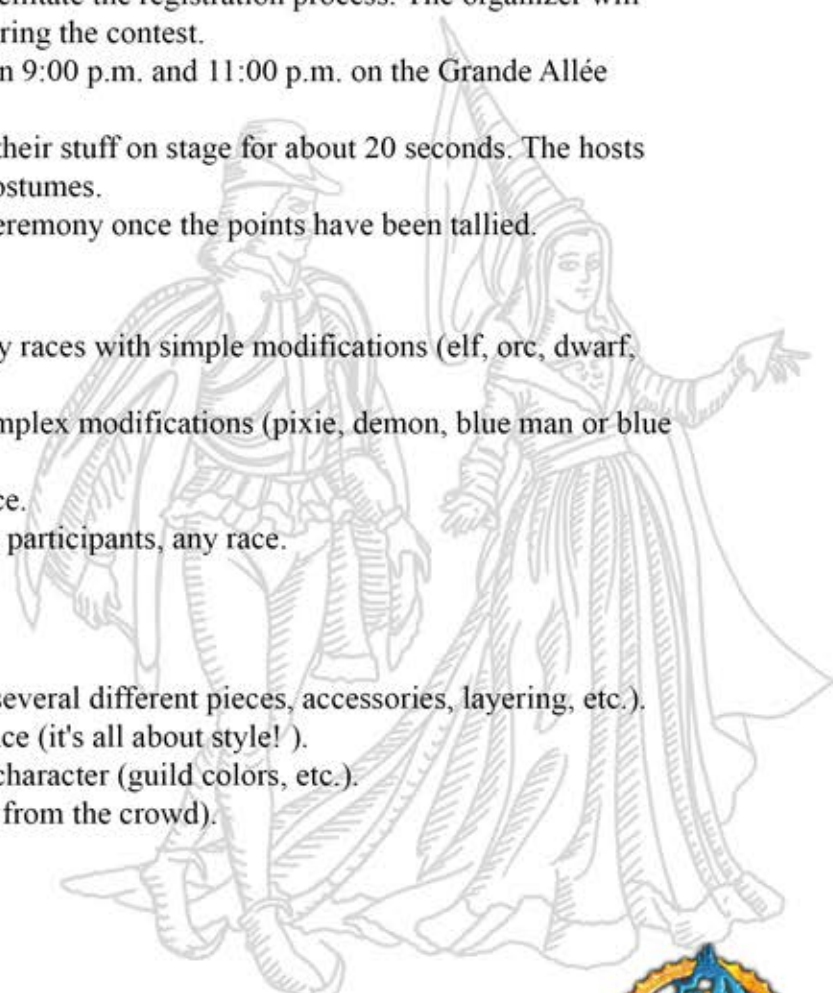 registration process. The organizer will
ring the contest.
n 9:00 p.m. and 11:00 p.m. on the Grande Allée
their stuff on stage for about 20 seconds. The hosts
ostumes.
eremony once the points have been tallied.
y races with simple modifications (elf, orc, dwarf,
mplex modifications (pixie, demon, blue man or blue
ce.
participants, any race.
several different pieces, accessories, layering, etc.).
ce (it's all about style! ).
character (guild colors, etc.).
from the crowd).